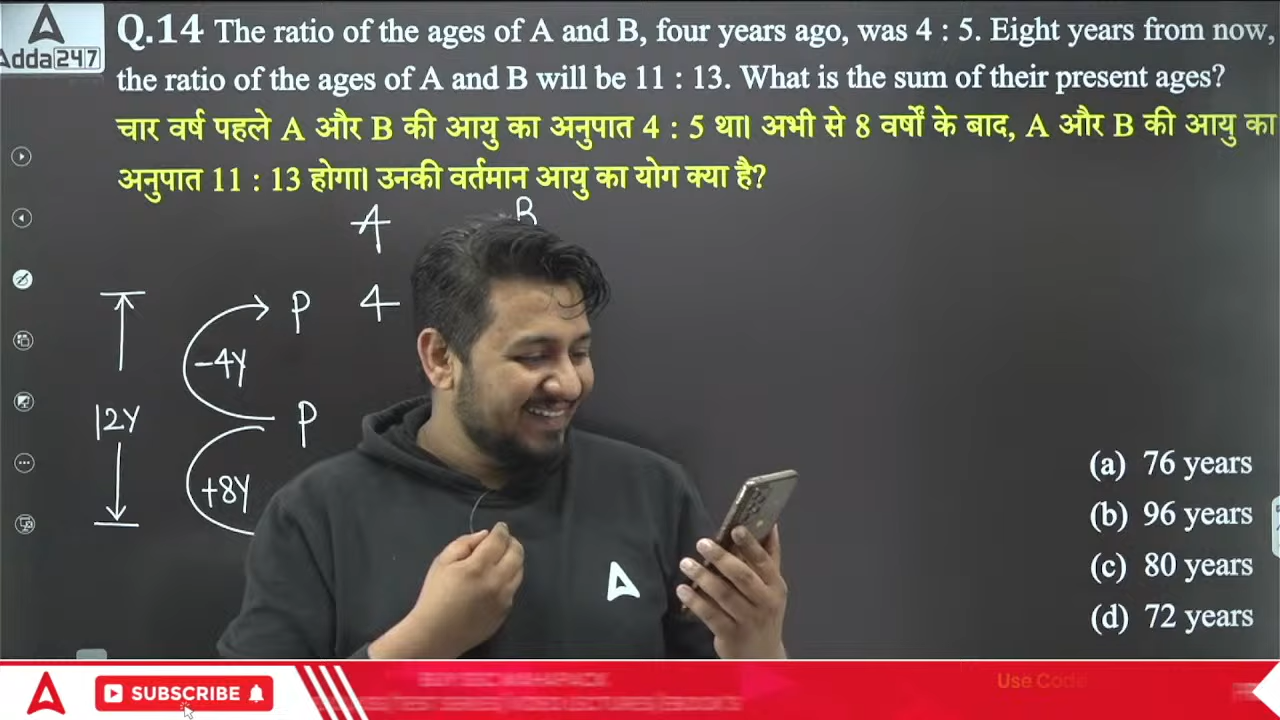 Adda 247
Q.14 The ratio of the ages of A and B, four years ago, was 4 : 5. Eight years from now,
the ratio of the ages of A and B will be 11 : 13. What is the sum of their present ages?
चार वर्ष पहले A और B की आयु का अनुपात 4 : 5 था। अभी से 8 वर्षों के बाद, A और B की आयु का
अनुपात 11 : 13 होगा। उनकी वर्तमान आयु का योग क्या है?
A B
P 4
-4Y
12Y P
+8Y
(a) 76 years
(b) 96 years
(c) 80 years
(d) 72 years
SUBSCRIBE
Use Code